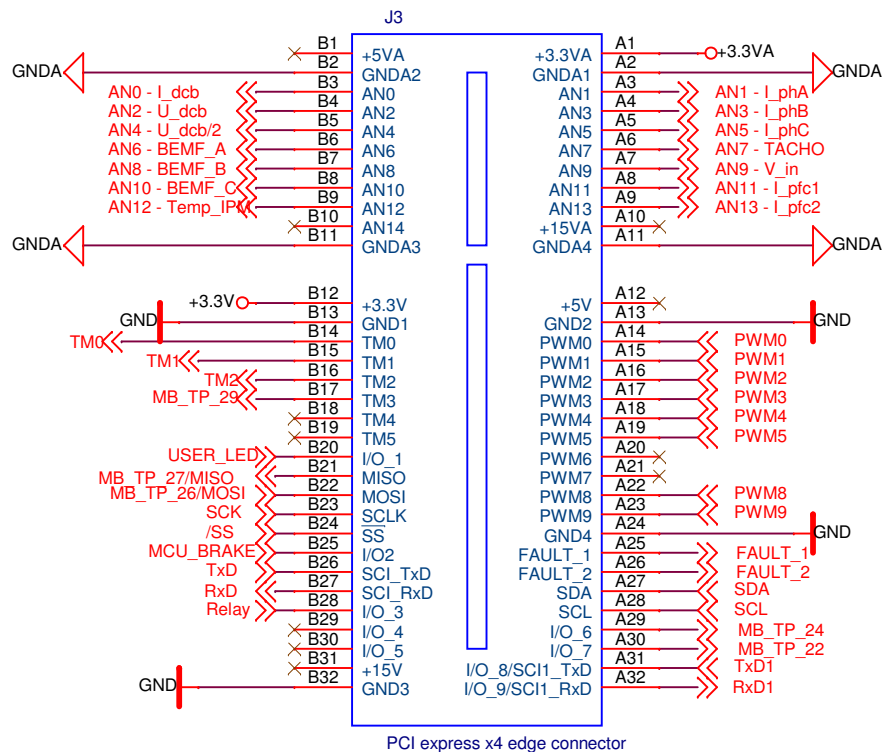 J3
B1 +5VA +3.3VA A1 +3.3VA
GNDA B2 GNDA2 GNDA1 A2 GNDA
AN0 - I_dcb B3 AN0 AN1 A3 AN1 - I_phA
AN2 - U_dcb B4 AN2 AN3 A4 AN3 - I_phB
AN4 - U_dcb/2 B5 AN4 AN5 A5 AN5 - I_phC
AN6 - BEMF_A B6 AN6 AN7 A6 AN7 - TACHO
AN8 - BEMF_B B7 AN8 AN9 A7 AN9 - V_in
AN10 - BEMF_C B8 AN10 AN11 A8 AN11 - I_pfc1
AN12 - Temp_IPM B9 AN12 AN13 A9 AN13 - I_pfc2
B10 AN14 +15VA A10
GNDA B11 GNDA3 GNDA4 A11 GNDA
+3.3V B12 +3.3V +5V A12
GND B13 GND1 GND2 A13 GND
TM0 B14 TM0 PWM0 A14 PWM0
TM1 B15 TM1 PWM1 A15 PWM1
TM2 B16 TM2 PWM2 A16 PWM2
MB_TP_29 B17 TM3 PWM3 A17 PWM3
B18 TM4 PWM4 A18 PWM4
B19 TM5 PWM5 A19 PWM5
USER_LED B20 I/O_1 PWM6 A20
MB_TP_27/MISO B21 MISO PWM7 A21
MB_TP_26/MOSI B22 MOSI PWM8 A22 PWM8
SCK B23 SCLK PWM9 A23 PWM9
/SS B24 SS GND4 A24 GND
MCU_BRAKE B25 I/O2 FAULT_1 A25 FAULT_1
TxD B26 SCI_TxD FAULT_2 A26 FAULT_2
RxD B27 SCI_RxD SDA A27 SDA
Relay B28 I/O_3 SCL A28 SCL
B29 I/O_4 I/O_6 A29 MB_TP_24
B30 I/O_5 I/O_7 A30 MB_TP_22
B31 +15V I/O_8/SCI1_TxD A31 TxD1
GND B32 GND3 I/O_9/SCI1_RxD A32 RxD1
PCI express x4 edge connector